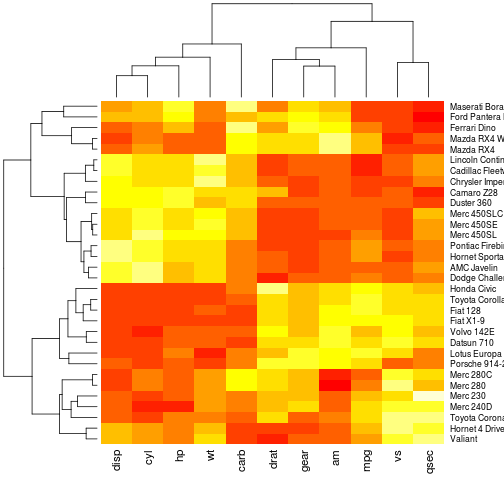 Maserati Bora
Ford Pantera
Ferrari Dino
Mazda RX4 W
Mazda RX4
Lincoln Contin
Cadillac Fleetw
Chrysler Imper
Camaro Z28
Duster 360
Merc 450SLC
Merc 450SE
Merc 450SL
Pontiac Firebir
Hornet Sporta
AMC Javelin
Dodge Challe
Honda Civic
Toyota Corolla
Fiat 128
Fiat X1-9
Volvo 142E
Datsun 710
Lotus Europa
Porsche 914-2
Merc 280C
Merc 280
Merc 230
Merc 240D
Toyota Corona
Hornet 4 Drive
Valiant
disp cyl hp wt carb drat gear am mpg vs qsec